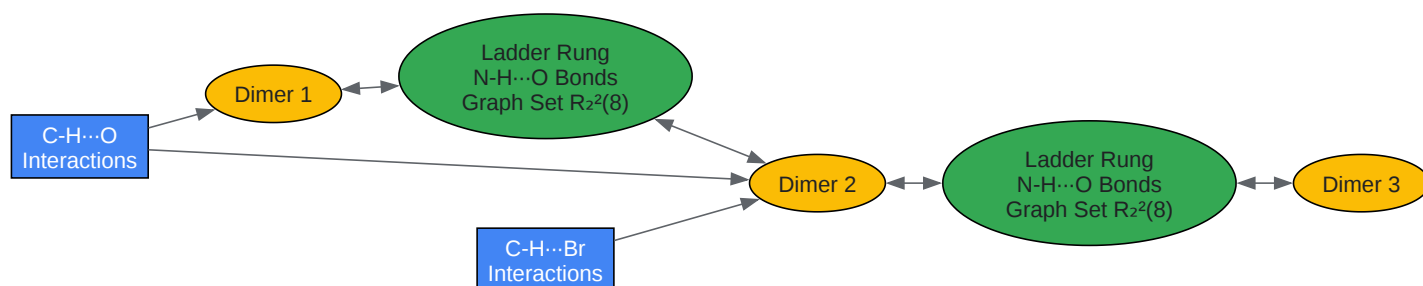 Ladder Rung
N-H···O Bonds
Graph Set R₂²(8)
Dimer 1
C-H···O
Interactions
Ladder Rung
N-H···O Bonds
Graph Set R₂²(8)
Dimer 2
Dimer 3
C-H···Br
Interactions